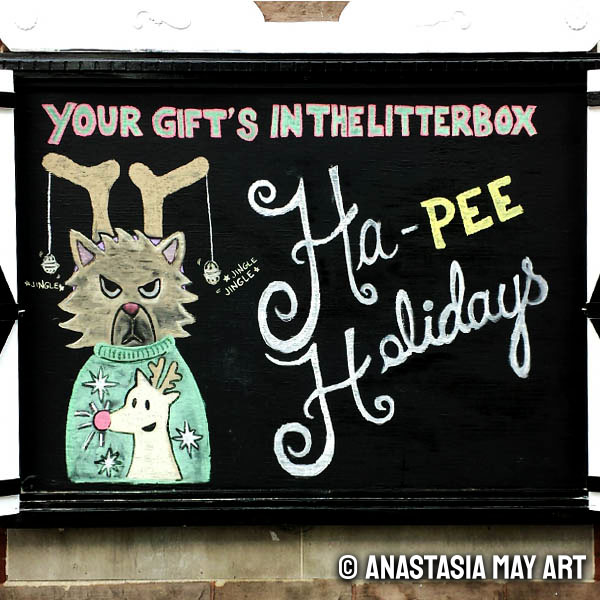 YOUR GIFT'S IN THE LITTERBOX
Ha-PEE
Holidays
*JINGLE*
*JINGLE
JINGLE*
© ANASTASIA MAY ART